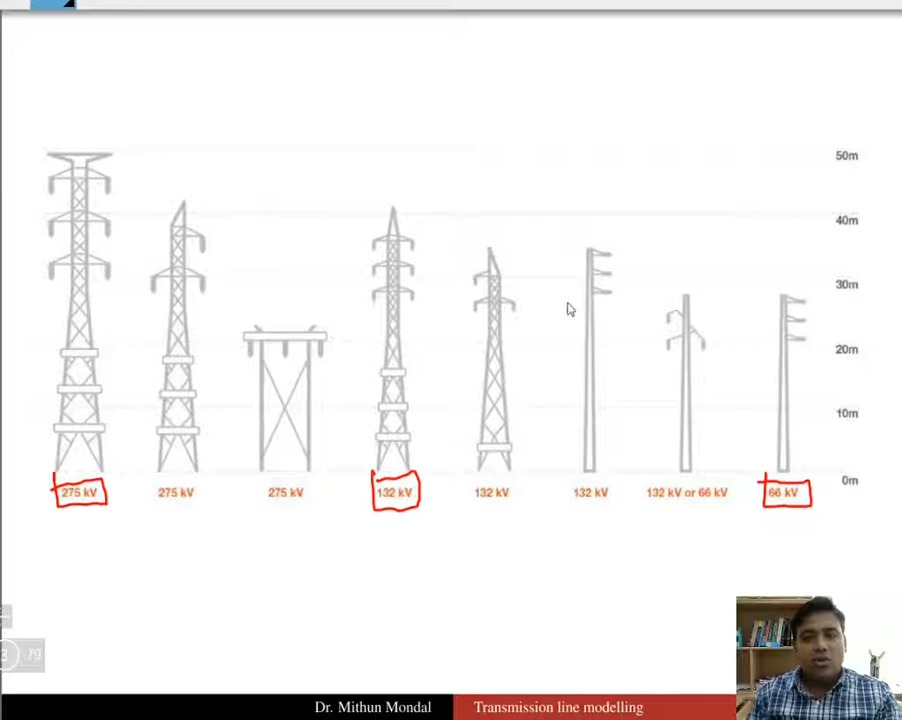 50m
40m
30m
20m
10m
0m
275 kV 275 kV 275 kV 132 kV 132 kV 132 kV 132 kV or 66 kV 66 kV
Dr. Mithun Mondal Transmission line modelling